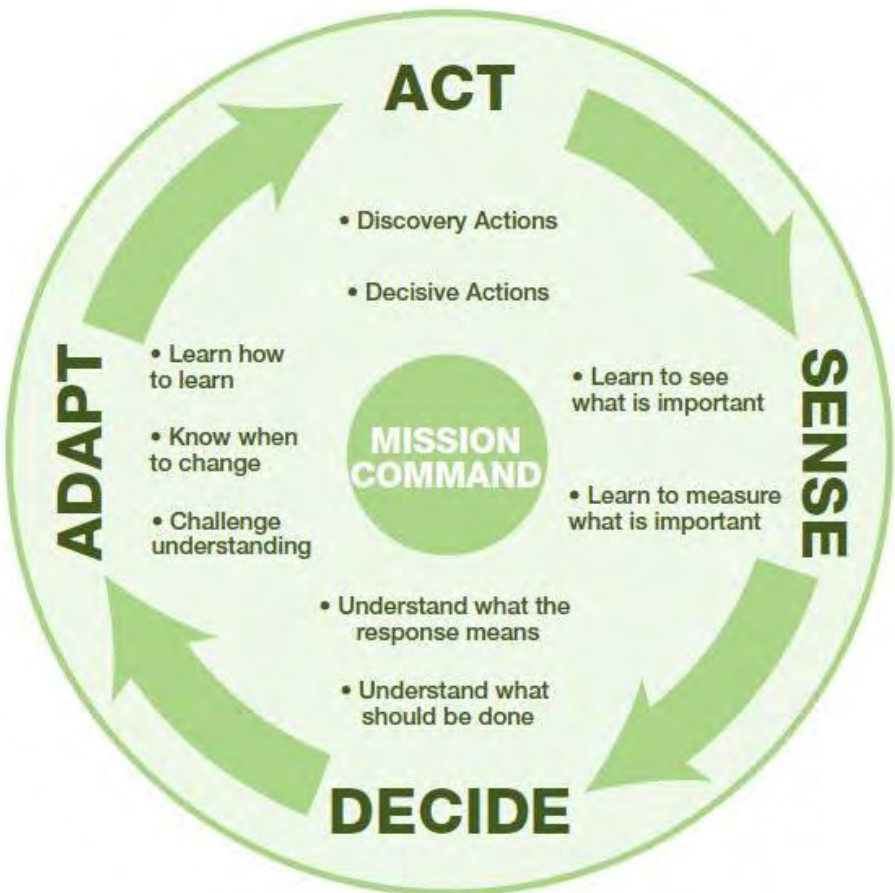 ACT
• Discovery Actions
• Decisive Actions
SENSE
• Learn to see
what is important
• Learn to measure
what is important
DECIDE
• Understand what the
response means
• Understand what
should be done
ADAPT
• Learn how
to learn
• Know when
to change
• Challenge
understanding
MISSION
COMMAND